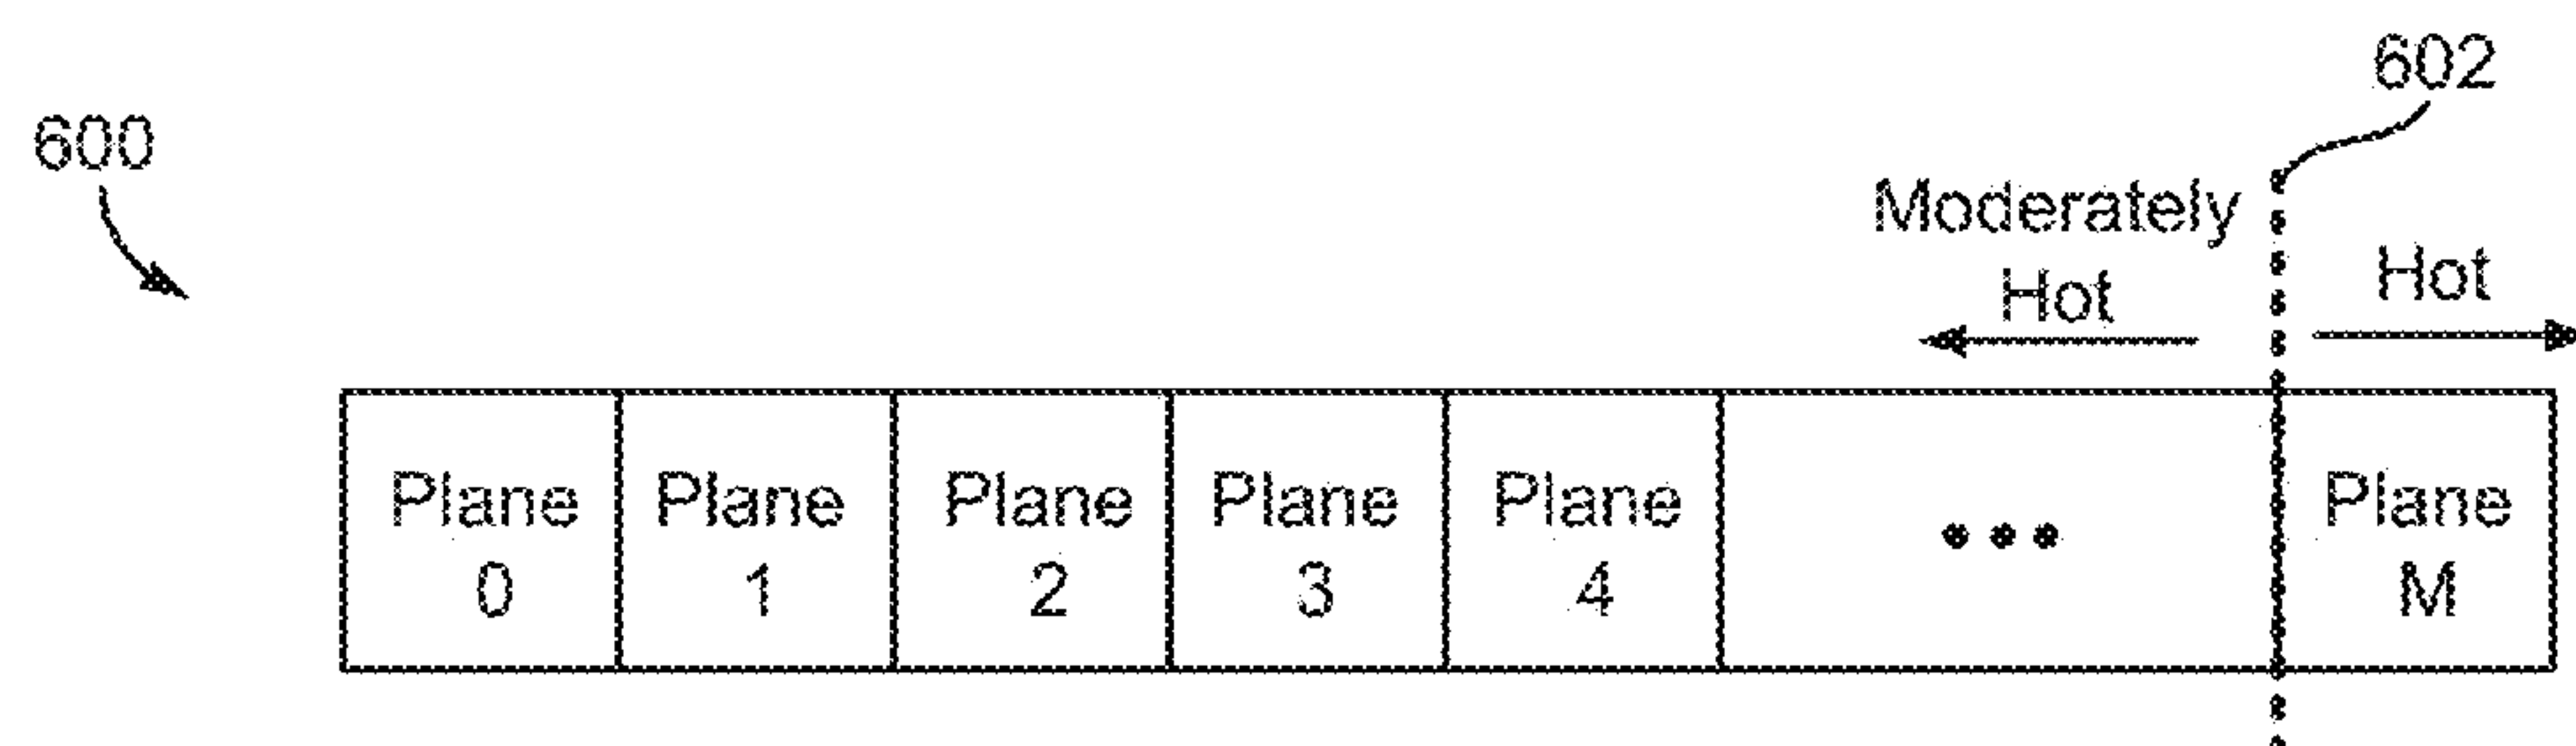 602
600
Moderately
Hot
Hot
Plane Plane Plane Plane Plane ••• Plane
0 1 2 3 4 M